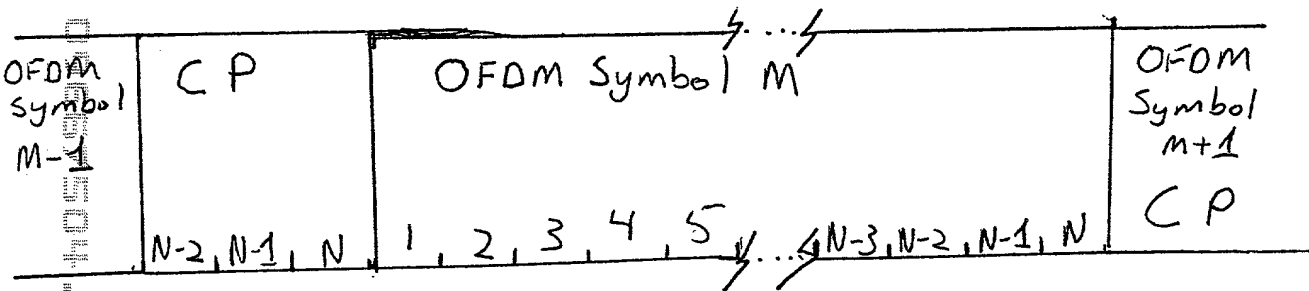 OFDM
Symbol
M-1
CP
OFDM Symbol M
OFDM
Symbol
m+1
CP
N-2, N-1, N 1 2 3 4 5 .... N-3, N-2, N-1, N